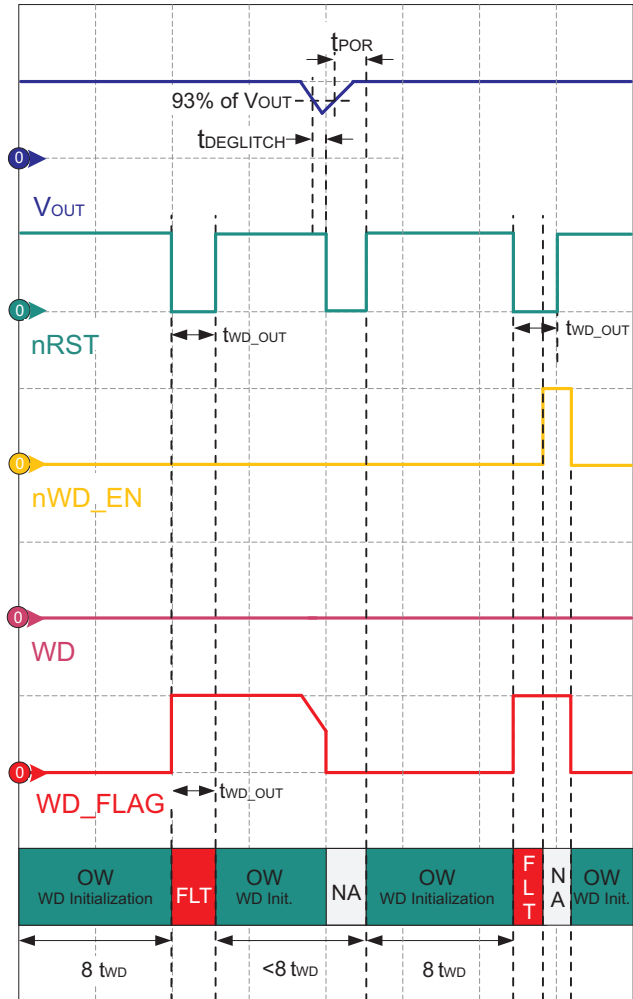 tPOR
93% of VOUT
tDEGLITCH
0
VOUT
0
nRST
tWD_OUT
tWD_OUT
0
nWD_EN
0
WD
0
WD_FLAG
tWD_OUT
OW
WD Initialization
FLT
OW
WD Init.
NA
OW
WD Initialization
F
L
T
N
A
OW
WD Init.
8 tWD
<8 tWD
8 tWD